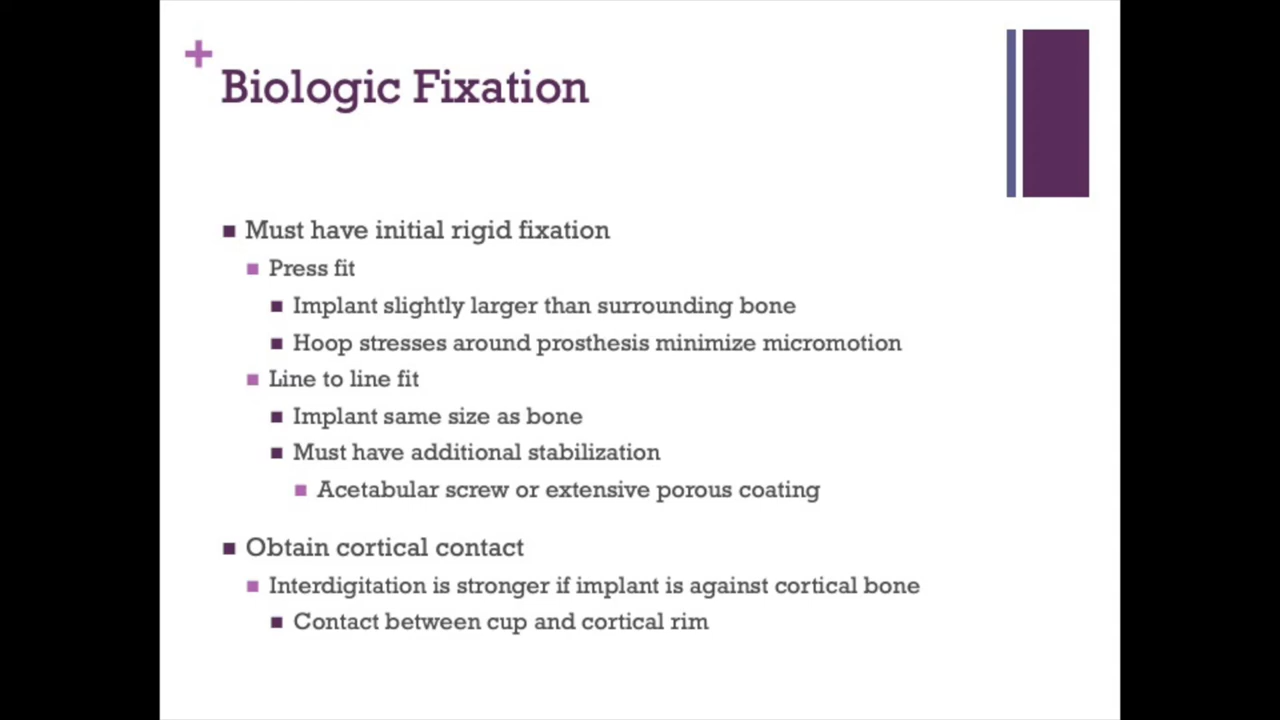 +
Biologic Fixation
Must have initial rigid fixation
Press fit
Implant slightly larger than surrounding bone
Hoop stresses around prosthesis minimize micromotion
Line to line fit
Implant same size as bone
Must have additional stabilization
Acetabular screw or extensive porous coating
Obtain cortical contact
Interdigitation is stronger if implant is against cortical bone
Contact between cup and cortical rim